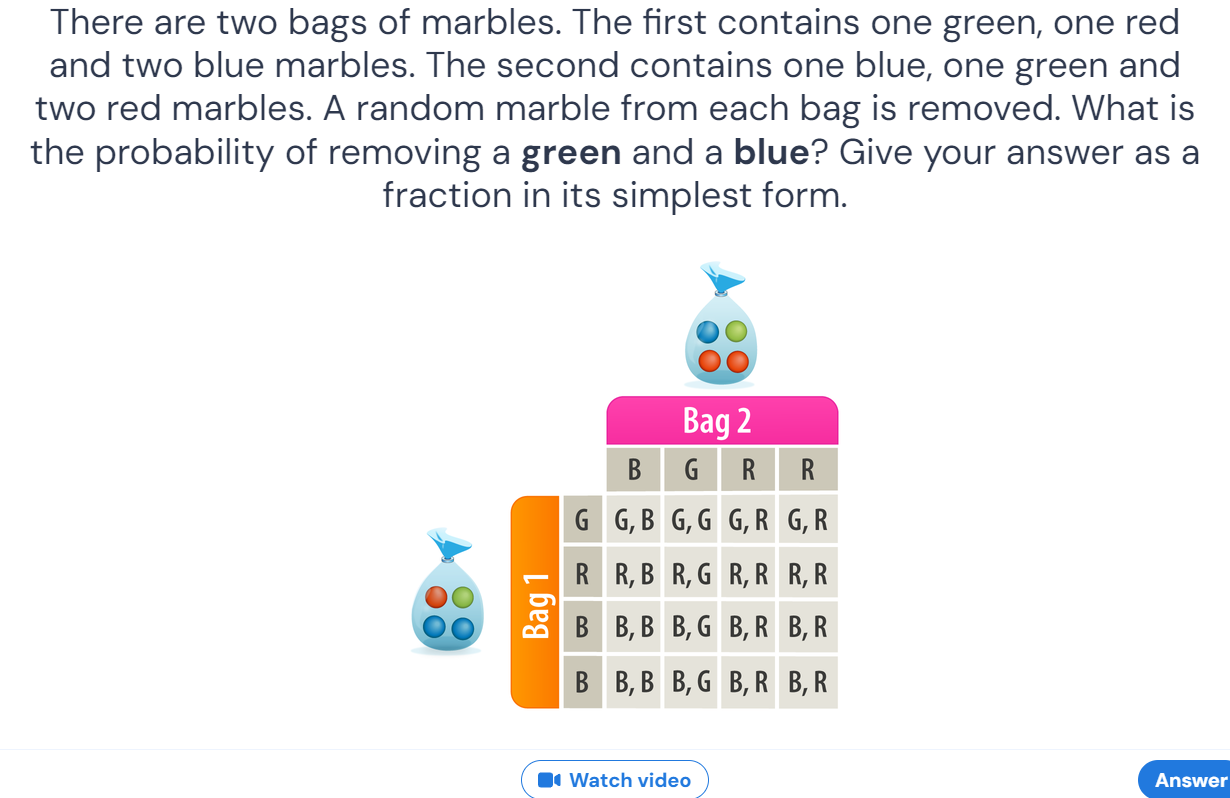 There are two bags of marbles. The first contains one green, one red
and two blue marbles. The second contains one blue, one green and
two red marbles. A random marble from each bag is removed. What is
the probability of removing a green and a blue? Give your answer as a
fraction in its simplest form.
Bag 2
B G R R
Bag 1
G G, B G, G G, R G, R
R R, B R, G R, R R, R
B B, B B, G B, R B, R
B B, B B, G B, R B, R
Watch video
Answer